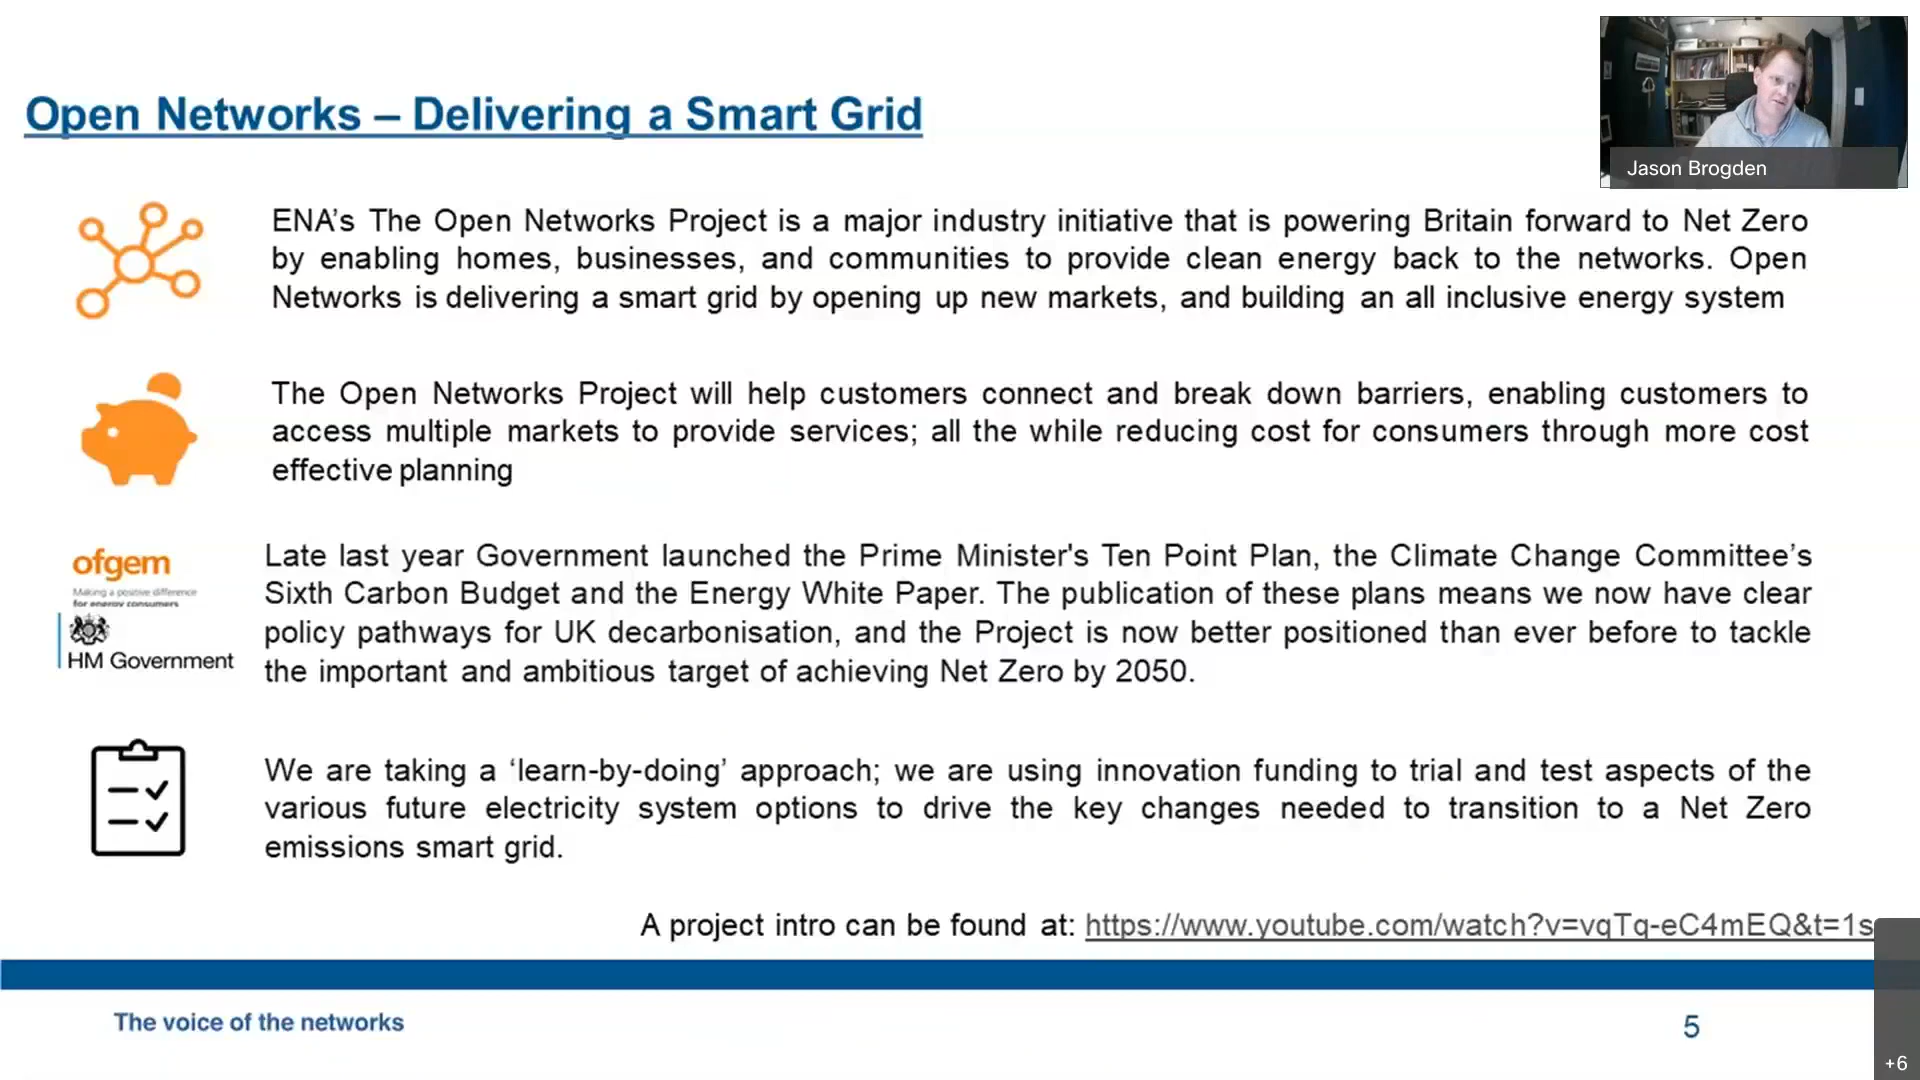 Open Networks – Delivering a Smart Grid
Jason Brogden
ENA’s The Open Networks Project is a major industry initiative that is powering Britain forward to Net Zero
by enabling homes, businesses, and communities to provide clean energy back to the networks. Open
Networks is delivering a smart grid by opening up new markets, and building an all inclusive energy system
The Open Networks Project will help customers connect and break down barriers, enabling customers to
access multiple markets to provide services; all the while reducing cost for consumers through more cost
effective planning
ofgem
Making a positive difference
for energy consumers
HM Government
Late last year Government launched the Prime Minister's Ten Point Plan, the Climate Change Committee’s
Sixth Carbon Budget and the Energy White Paper. The publication of these plans means we now have clear
policy pathways for UK decarbonisation, and the Project is now better positioned than ever before to tackle
the important and ambitious target of achieving Net Zero by 2050.
We are taking a ‘learn-by-doing’ approach; we are using innovation funding to trial and test aspects of the
various future electricity system options to drive the key changes needed to transition to a Net Zero
emissions smart grid.
A project intro can be found at: https://www.youtube.com/watch?v=vqTq-eC4mEQ&t=1s
The voice of the networks
5
+6